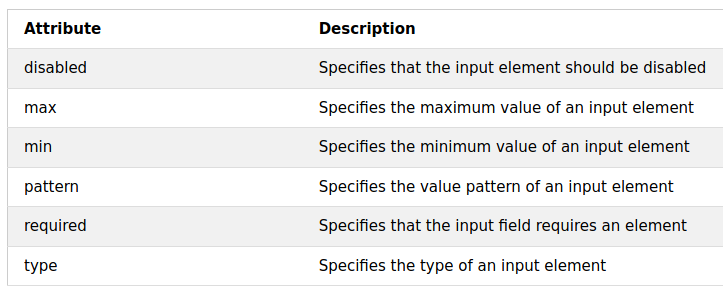 Attribute Description
disabled Specifies that the input element should be disabled
max Specifies the maximum value of an input element
min Specifies the minimum value of an input element
pattern Specifies the value pattern of an input element
required Specifies that the input field requires an element
type Specifies the type of an input element